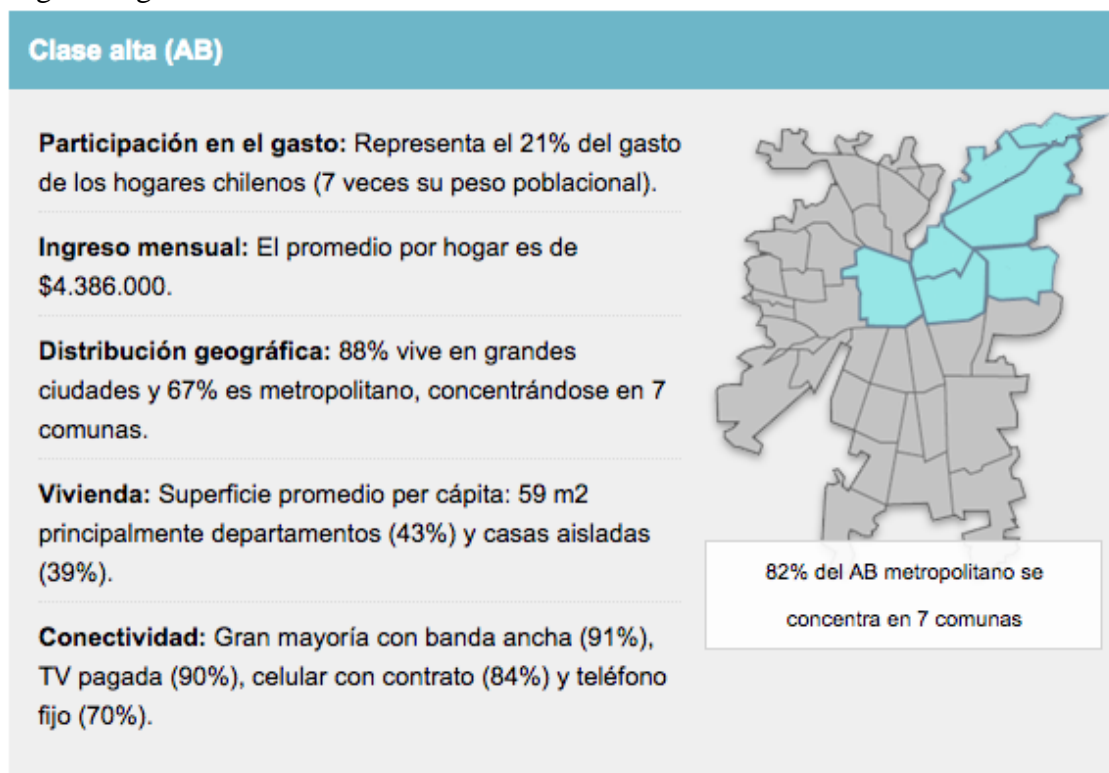 Clase alta (AB)
Participación en el gasto: Representa el 21% del gasto
de los hogares chilenos (7 veces su peso poblacional).
Ingreso mensual: El promedio por hogar es de
$4.386.000.
Distribución geográfica: 88% vive en grandes
ciudades y 67% es metropolitano, concentrándose en 7
comunas.
Vivienda: Superficie promedio per cápita: 59 m2
principalmente departamentos (43%) y casas aisladas
(39%).
Conectividad: Gran mayoría con banda ancha (91%),
TV pagada (90%), celular con contrato (84%) y teléfono
fijo (70%).
82% del AB metropolitano se
concentra en 7 comunas